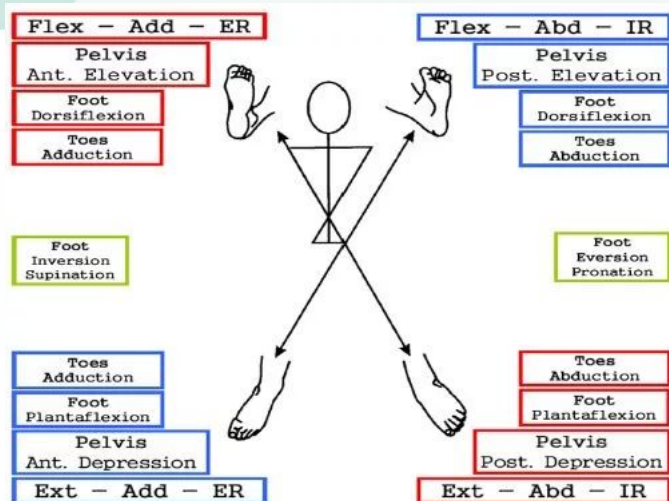 Flex - Add - ER
Pelvis
Ant. Elevation
Foot
Dorsiflexion
Toes
Adduction
Flex - Abd - IR
Pelvis
Post. Elevation
Foot
Dorsiflexion
Toes
Abduction
Foot
Inversion
Supination
Foot
Eversion
Pronation
Toes
Adduction
Foot
Plantaflexion
Pelvis
Ant. Depression
Ext - Add - ER
Toes
Abduction
Foot
Plantaflexion
Pelvis
Post. Depression
Ext - Abd - IR